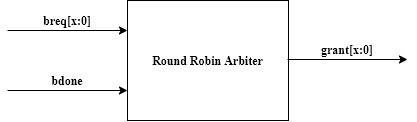 breq[x:0]
bdone
Round Robin Arbiter
grant[x:0]